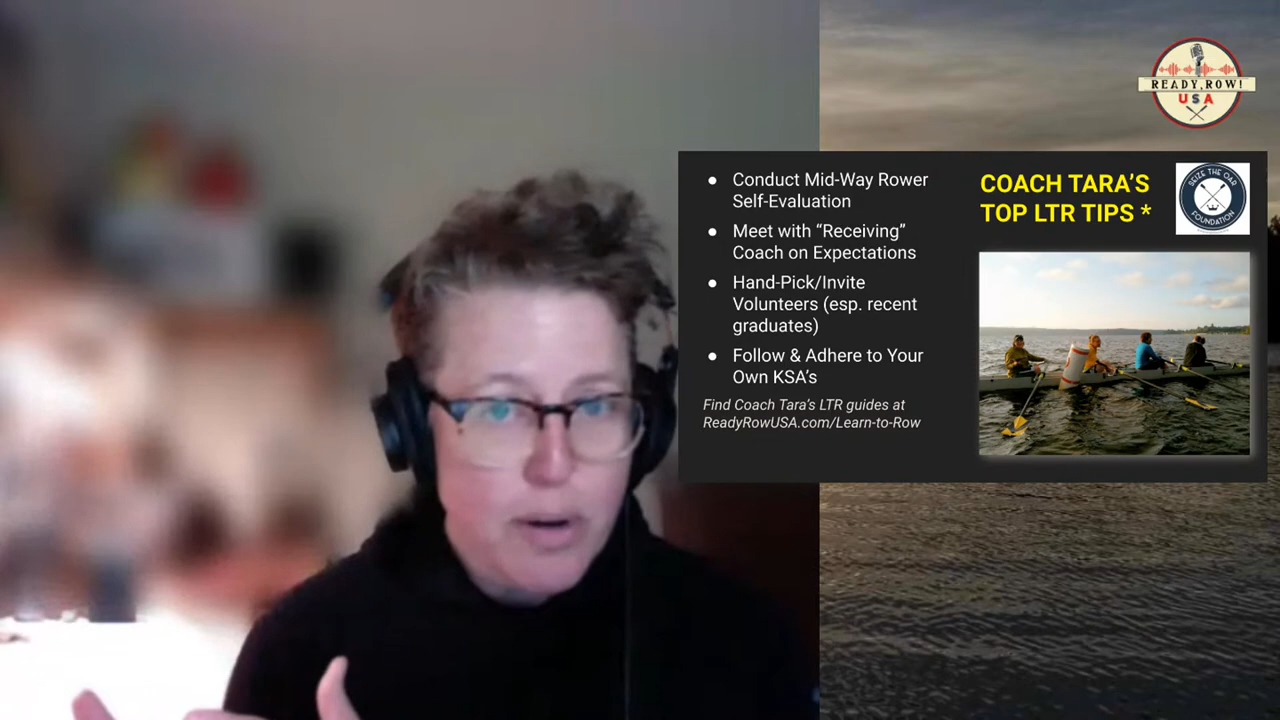 READY, ROW!
USA
● Conduct Mid-Way Rower
Self-Evaluation
● Meet with “Receiving”
Coach on Expectations
● Hand-Pick/Invite
Volunteers (esp. recent
graduates)
● Follow & Adhere to Your
Own KSA’s
Find Coach Tara’s LTR guides at
ReadyRowUSA.com/Learn-to-Row
COACH TARA’S
TOP LTR TIPS *
SEIZE THE OAR
FOUNDATION